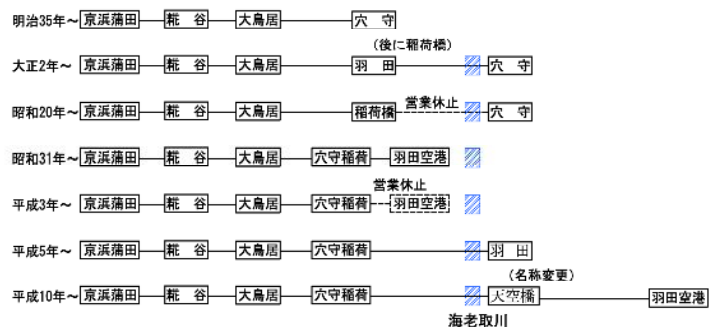 明治35年～ 京浜蒲田 糀谷 大鳥居 穴守
(後に稲荷橋)
大正2年～ 京浜蒲田 糀谷 大鳥居 羽田 穴守
昭和20年～ 京浜蒲田 糀谷 大鳥居 稲荷橋 営業休止 穴守
昭和31年～ 京浜蒲田 糀谷 大鳥居 穴守稲荷 羽田空港
営業休止
平成3年～ 京浜蒲田 糀谷 大鳥居 穴守稲荷 羽田空港
平成5年～ 京浜蒲田 糀谷 大鳥居 穴守稲荷 羽田
(名称変更)
平成10年～ 京浜蒲田 糀谷 大鳥居 穴守稲荷 天空橋 羽田空港
海老取川